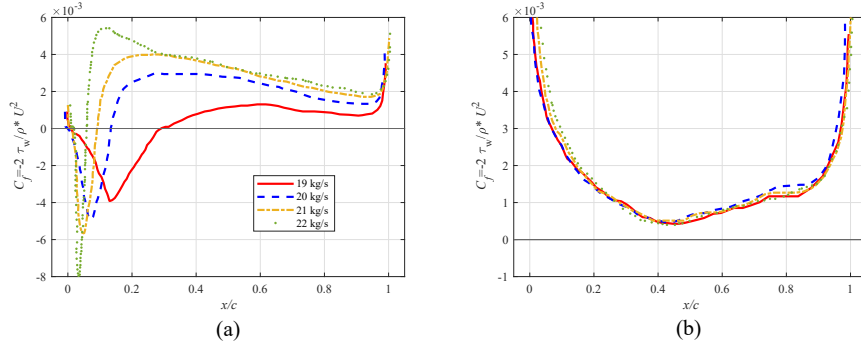 6 ×10⁻³
4
2
0
-2
-4
-6
-8
C_f=-2 τ_w/ρ* U²
0 0.2 0.4 0.6 0.8 1
x/c
19 kg/s
20 kg/s
21 kg/s
22 kg/s
(a)
6 ×10⁻³
5
4
3
2
1
0
-1
C_f=-2 τ_w/ρ* U²
0 0.2 0.4 0.6 0.8 1
x/c
(b)